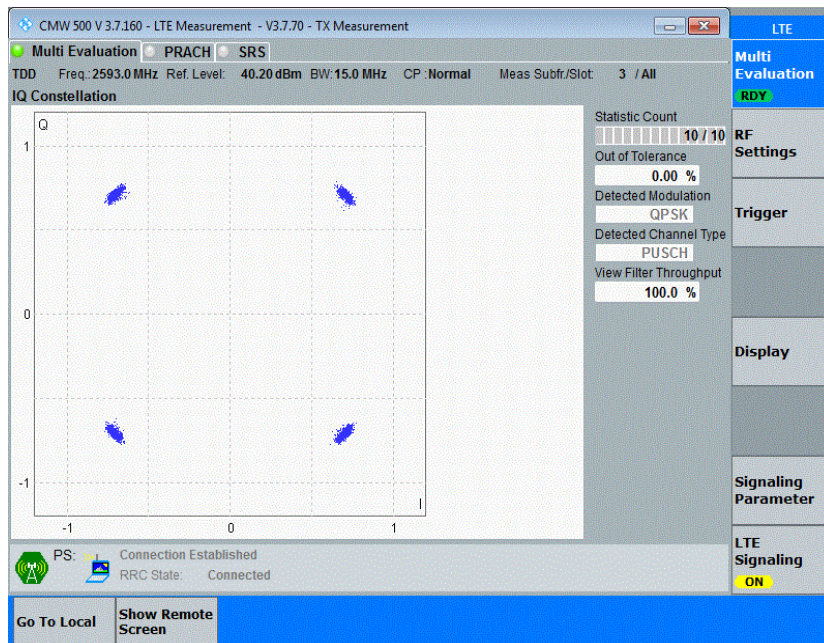 CMW 500 V 3.7.160 - LTE Measurement - V3.7.70 - TX Measurement
LTE
Multi Evaluation PRACH SRS
TDD Freq.: 2593.0 MHz Ref. Level: 40.20 dBm BW: 15.0 MHz CP : Normal Meas Subfr./Slot: 3 / All
IQ Constellation
Q
1
0
-1
-1 0 1
I
Statistic Count
10 / 10
Out of Tolerance
0.00 %
Detected Modulation
QPSK
Detected Channel Type
PUSCH
View Filter Throughput
100.0 %
Multi
Evaluation
RDY
RF
Settings
Trigger
Display
Signaling
Parameter
LTE
Signaling
ON
PS: Connection Established
RRC State: Connected
Go To Local
Show Remote
Screen